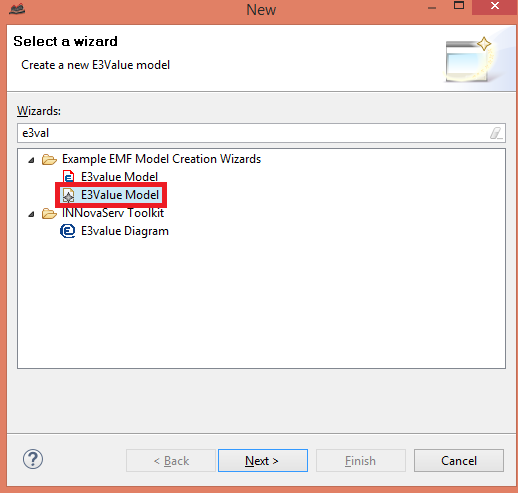 New
Select a wizard
Create a new E3Value model
Wizards:
e3val
Example EMF Model Creation Wizards
E3value Model
E3Value Model
INNovaServ Toolkit
E3value Diagram
< Back
Next >
Finish
Cancel